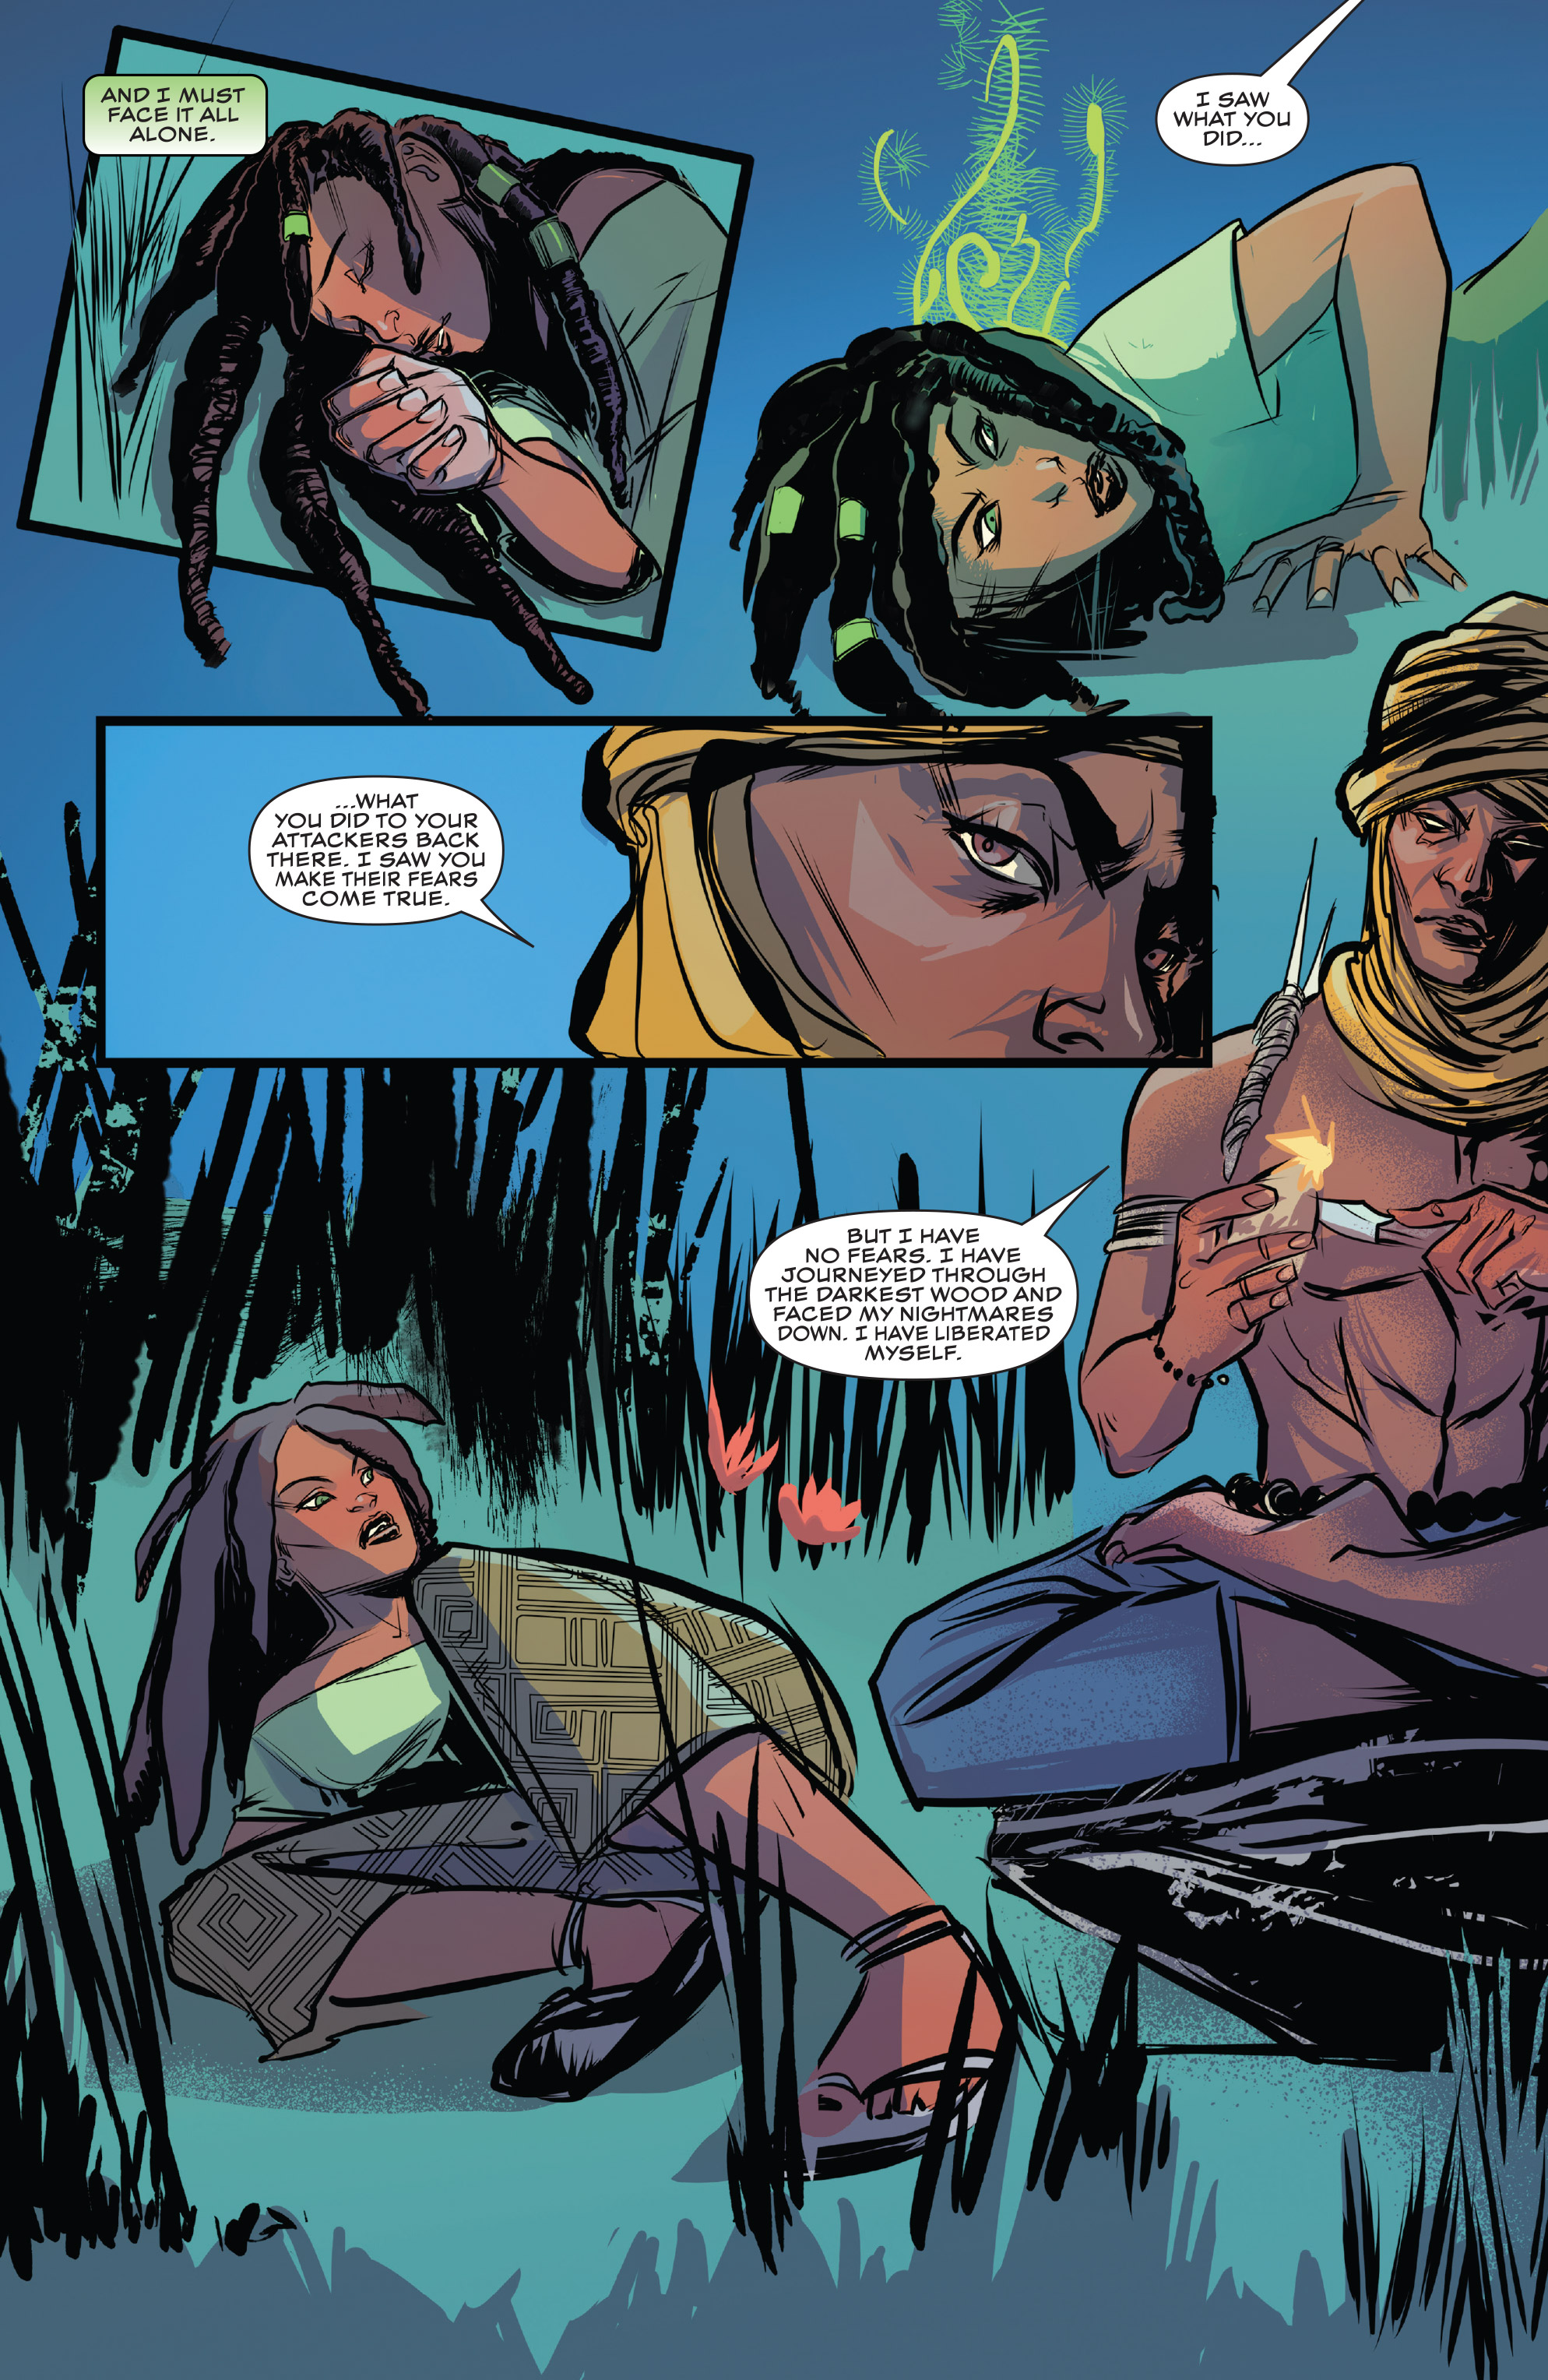 AND I MUST
FACE IT ALL
ALONE.
I SAW
WHAT YOU
DID...
...WHAT
YOU DID TO YOUR
ATTACKERS BACK
THERE. I SAW YOU
MAKE THEIR FEARS
COME TRUE.
BUT I HAVE
NO FEARS. I HAVE
JOURNEYED THROUGH
THE DARKEST WOOD AND
FACED MY NIGHTMARES
DOWN. I HAVE LIBERATED
MYSELF.